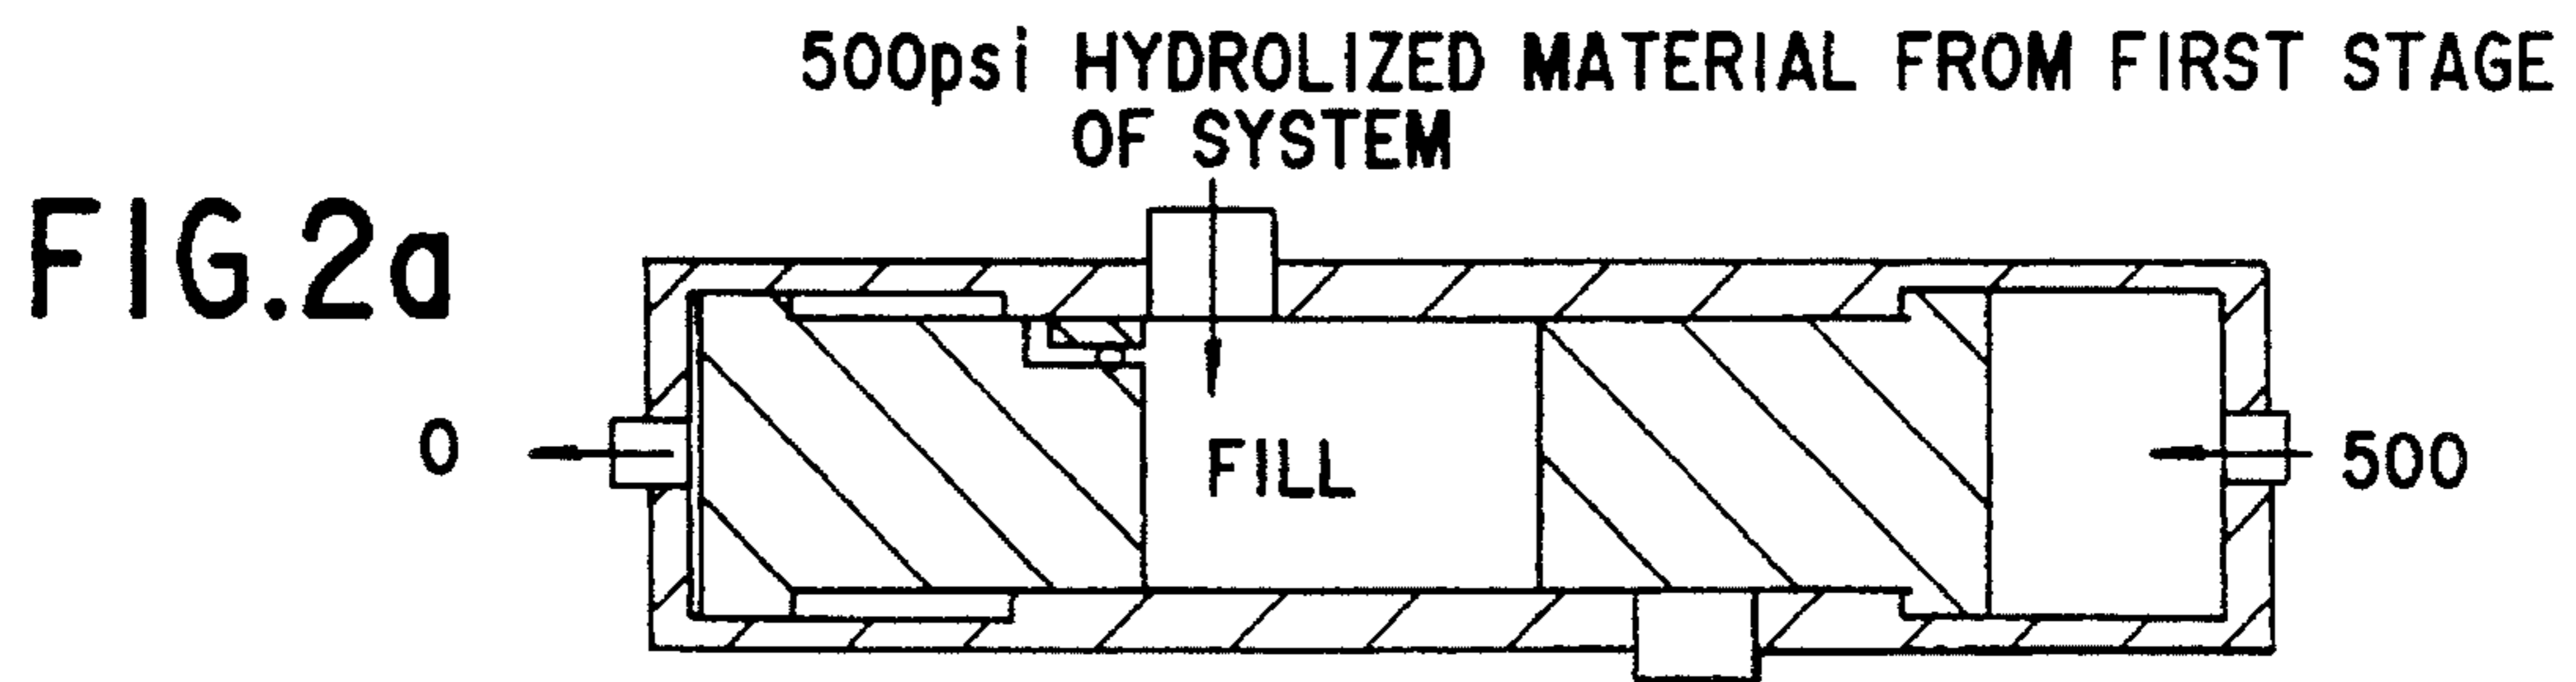 500psi HYDROLIZED MATERIAL FROM FIRST STAGE
OF SYSTEM
FIG.2a
0
FILL
500